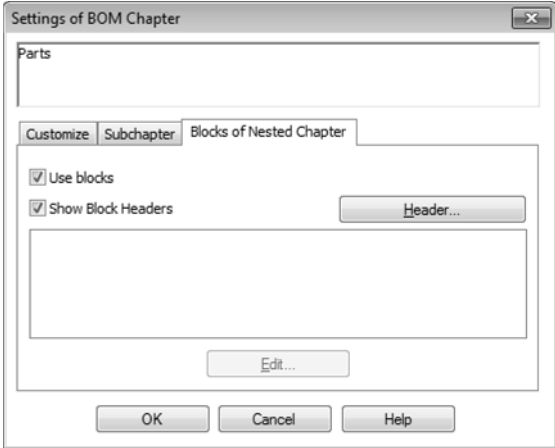 Settings of BOM Chapter
Parts
Customize Subchapter Blocks of Nested Chapter
Use blocks
Show Block Headers Header...
Edit...
OK Cancel Help